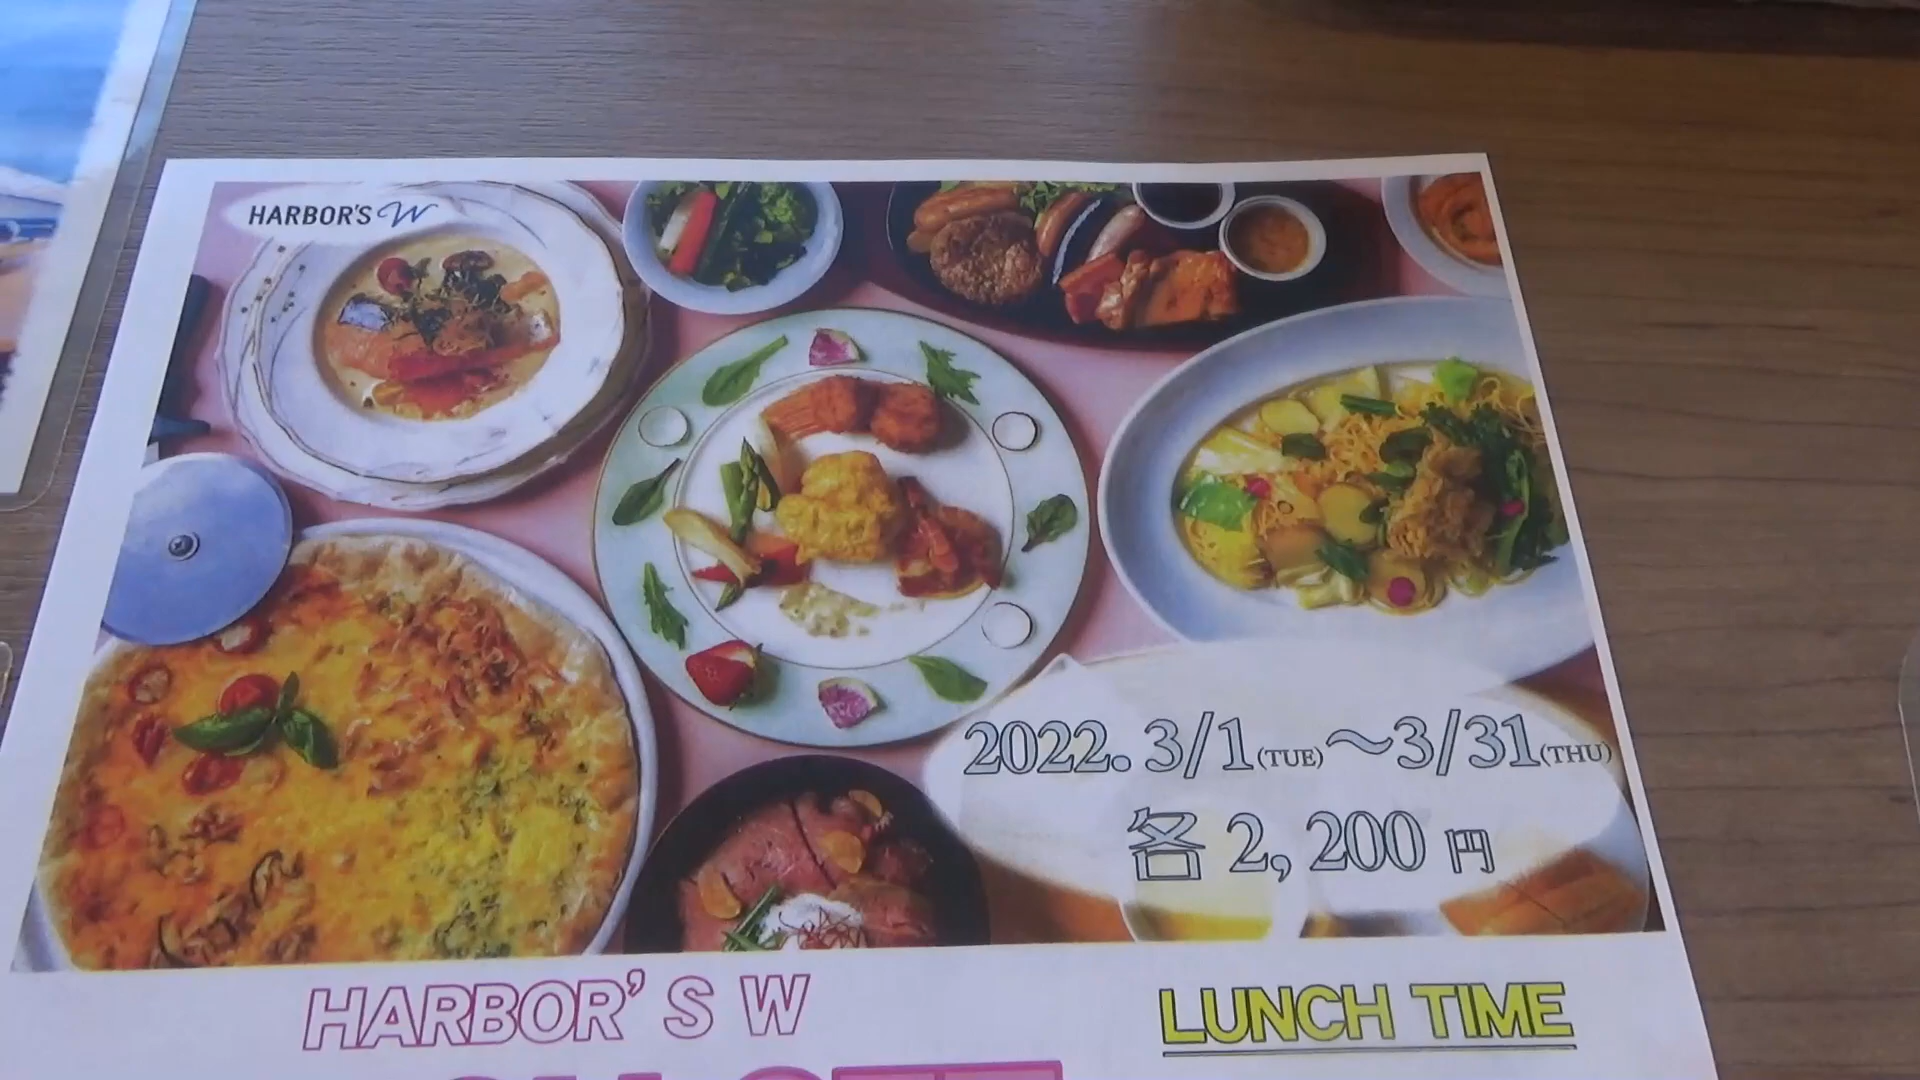 HARBOR'S W
2022. 3/1(TUE)～3/31(THU)
各 2,200 円
HARBOR'S W
LUNCH TIME